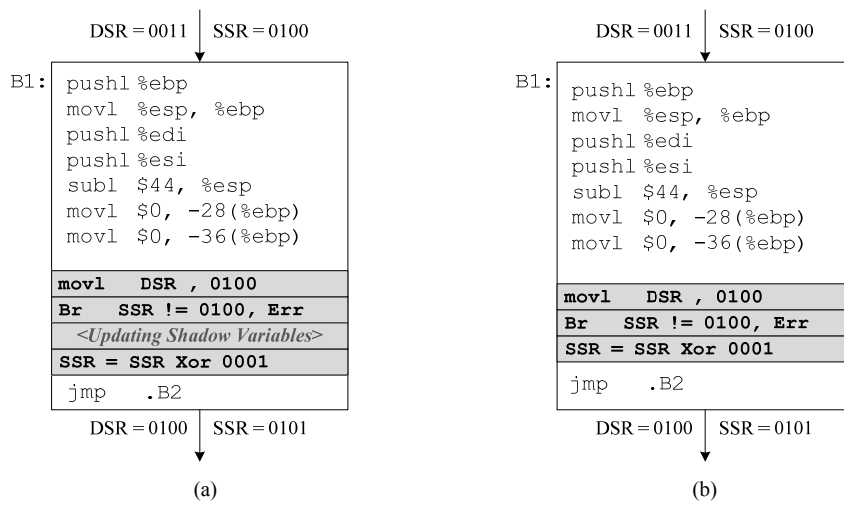 DSR = 0011 SSR = 0100
B1:
pushl %ebp
movl %esp, %ebp
pushl %edi
pushl %esi
subl $44, %esp
movl $0, -28(%ebp)
movl $0, -36(%ebp)
movl DSR , 0100
Br SSR != 0100, Err
<Updating Shadow Variables>
SSR = SSR Xor 0001
jmp .B2
DSR = 0100 SSR = 0101
(a)
DSR = 0011 SSR = 0100
B1:
pushl %ebp
movl %esp, %ebp
pushl %edi
pushl %esi
subl $44, %esp
movl $0, -28(%ebp)
movl $0, -36(%ebp)
movl DSR , 0100
Br SSR != 0100, Err
SSR = SSR Xor 0001
jmp .B2
DSR = 0100 SSR = 0101
(b)